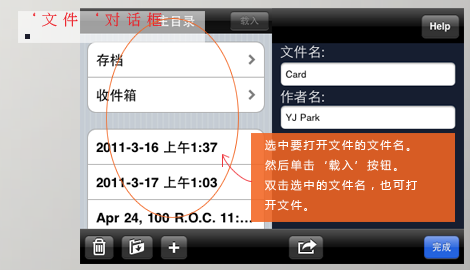 ‘文件‘对话框
主目录
载入
Help
存档
收件箱
2011-3-16 上午1:37
2011-3-17 上午1:03
Apr 24, 100 R.O.C. 11:...
文件名:
Card
作者名:
YJ Park
选中要打开文件的文件名。
然后单击‘载入’按钮。
双击选中的文件名，也可打
开文件。
完成